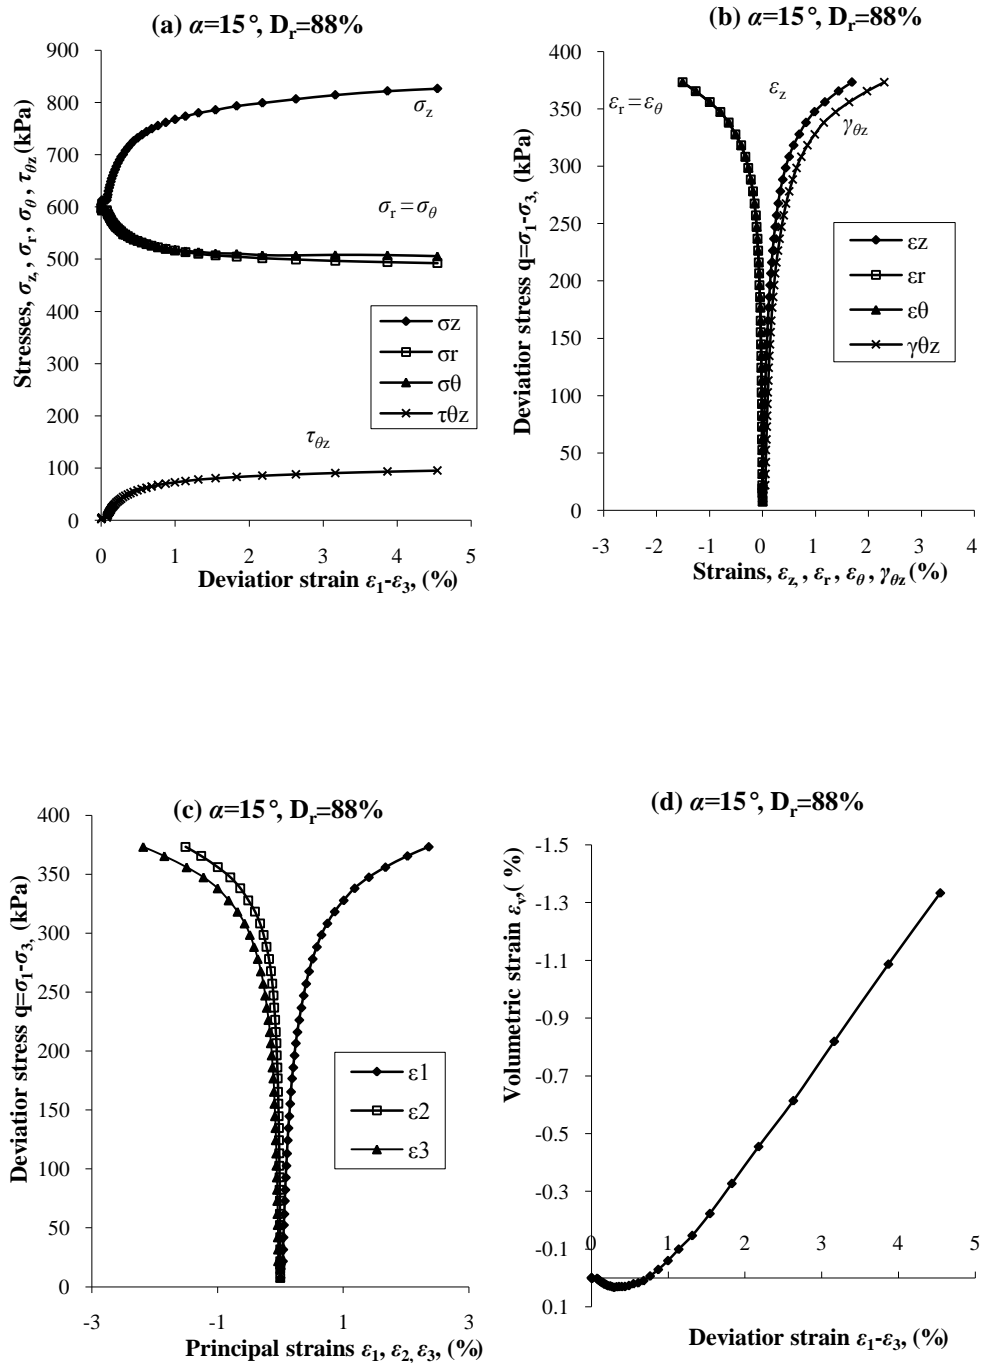 (a) α=15°, Dr=88%
900
800
700
600
500
400
300
200
100
0
Stresses, σz, , σr, σθ , τθz(kPa)
σz
σr = σθ
τθz
σz
σr
σθ
τθz
0 1 2 3 4 5
Deviatior strain ε1-ε3, (%)
(b) α=15°, Dr=88%
400
350
300
250
200
150
100
50
0
Deviatior stress q=σ1-σ3, (kPa)
εr = εθ
εz
γθz
εz
εr
εθ
γθz
-3 -2 -1 0 1 2 3 4
Strains, εz, , εr , εθ , γθz (%)
(c) α=15°, Dr=88%
400
350
300
250
200
150
100
50
0
Deviatior stress q=σ1-σ3, (kPa)
ε1
ε2
ε3
-3 -1 1 3
Principal strains ε1, ε2, ε3, (%)
(d) α=15°, Dr=88%
-1.5
-1.3
-1.1
-0.9
-0.7
-0.5
-0.3
-0.1
0.1
Volumetric strain εv,( %)
0 1 2 3 4 5
Deviatior strain ε1-ε3, (%)